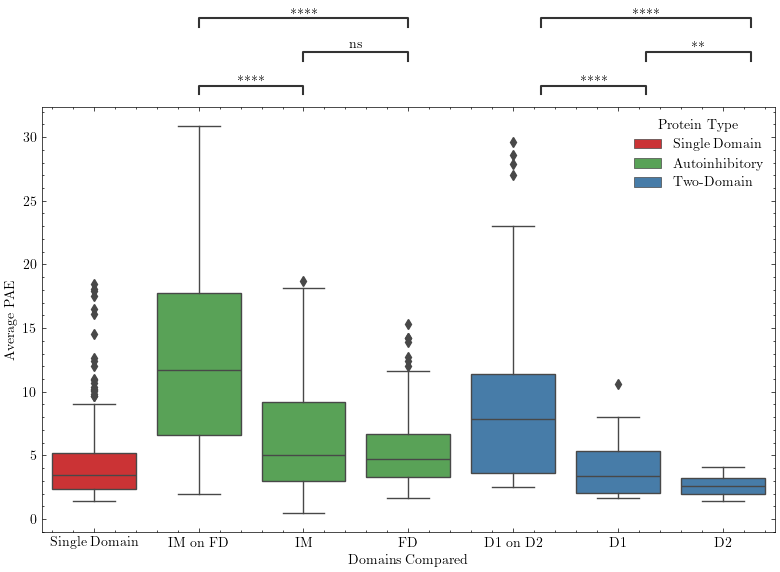 **** ****
ns **
**** ****
Protein Type
Single Domain
Autoinhibitory
Two-Domain
Average PAE
30
25
20
15
10
5
0
Single Domain IM on FD IM FD D1 on D2 D1 D2
Domains Compared